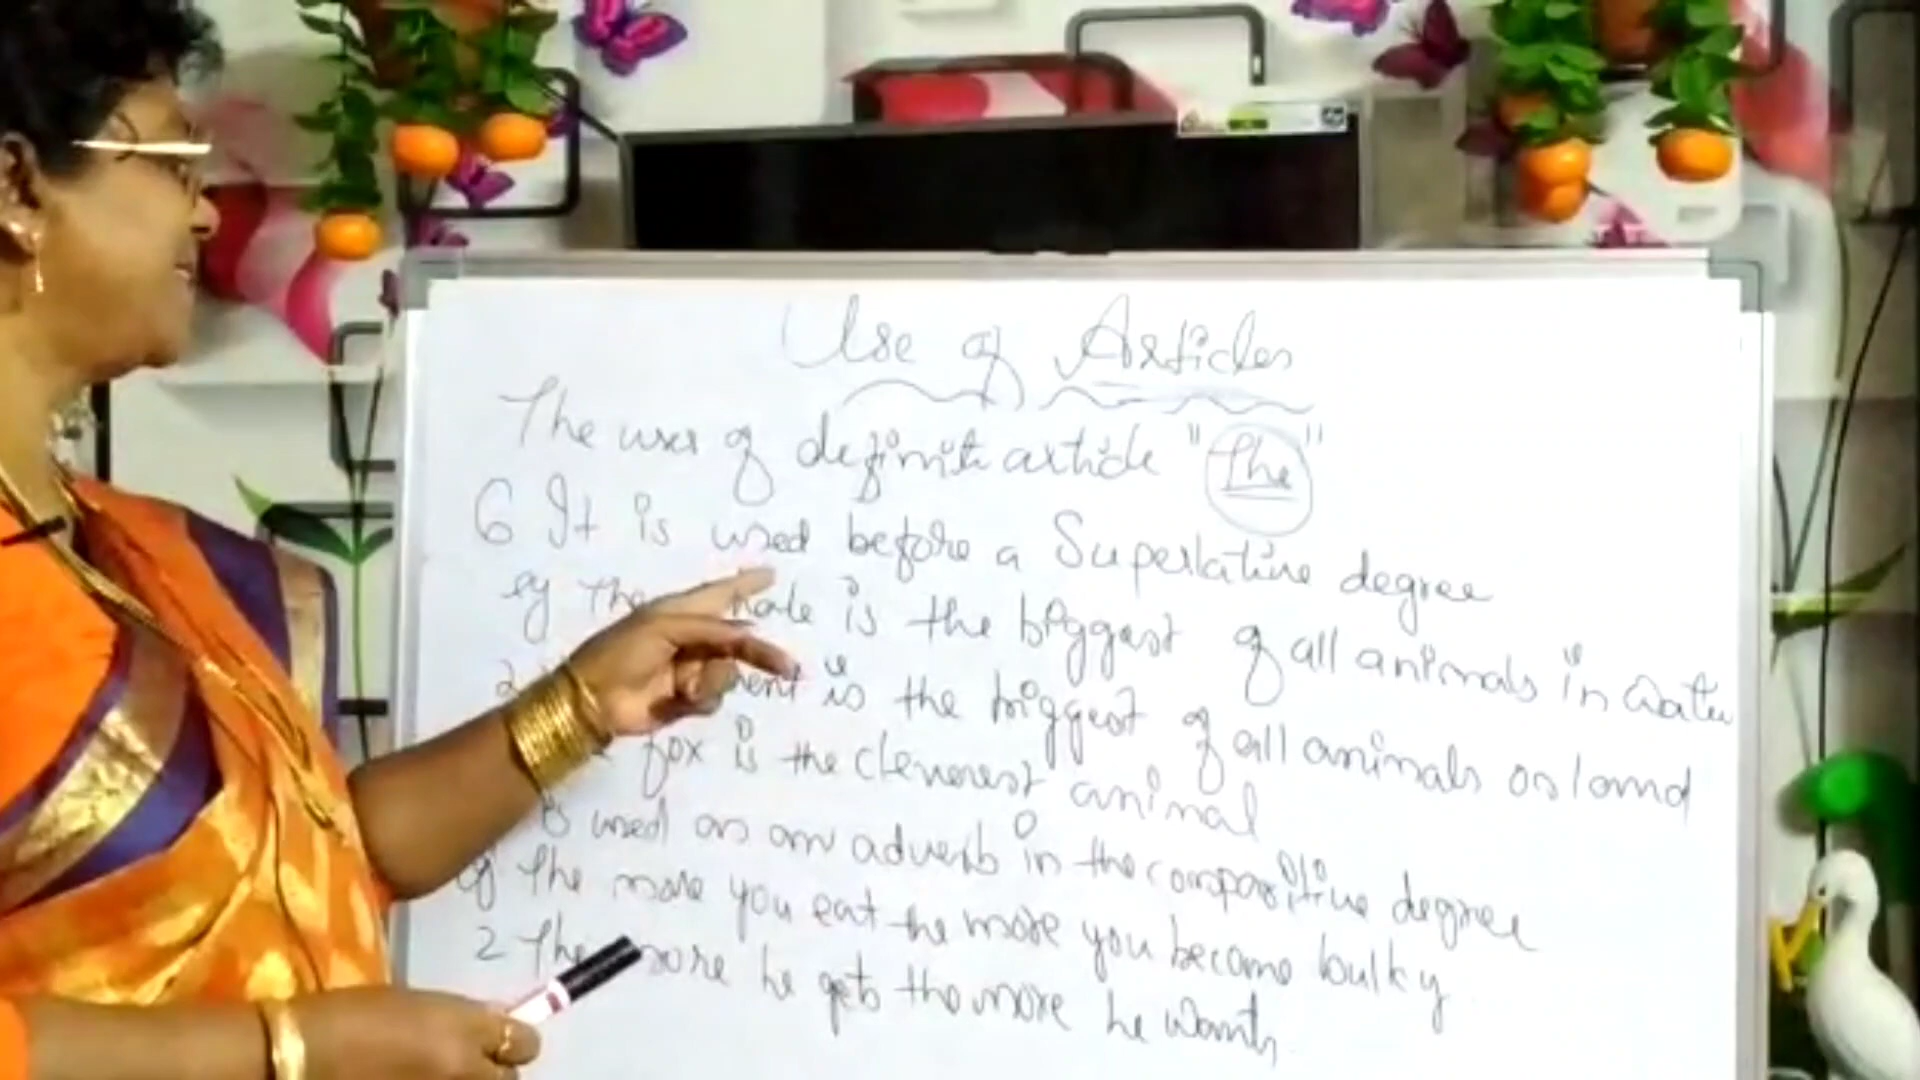 Use of Articles
The uses of definite article "The"
6 It is used before a Superlative degree
eg The is the biggest of all animals in water
2 is the biggest of all animals on land
fox is the cleverest animal
is used as an adverb in the comparitive degree
eg The more you eat the more you become bulky
2 The more he gets the more he wants.